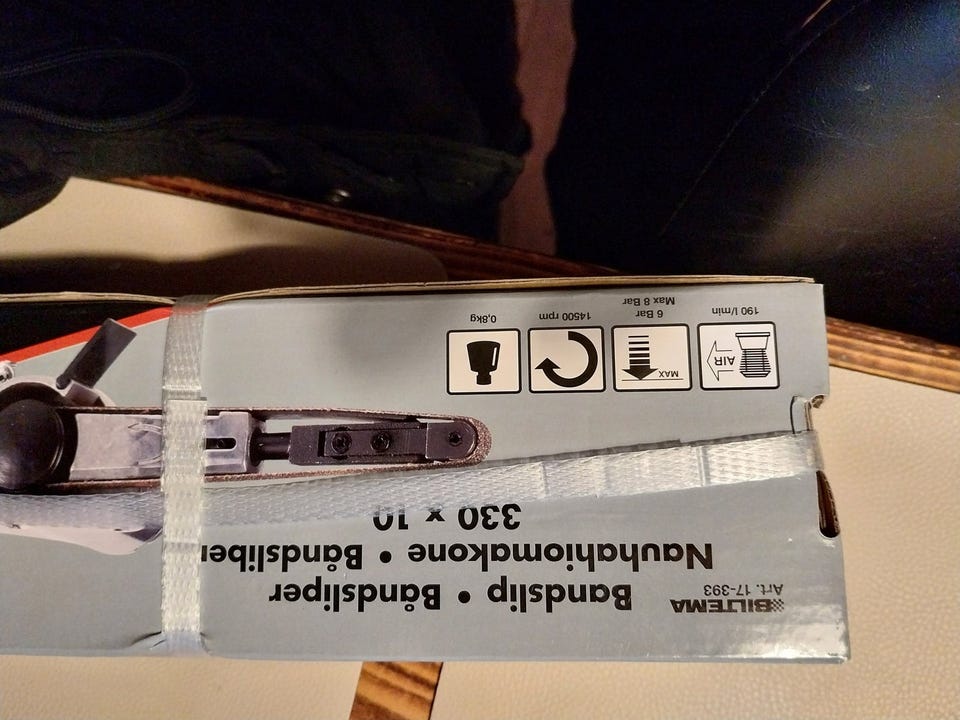 BILTEMA
Art. 17-393
Bandslip • Båndsliper
Nauhahiomakone • Båndsliber
330 x 10
AIR
190 l/min
MAX
6 Bar
Max 8 Bar
14500 rpm
0,8kg